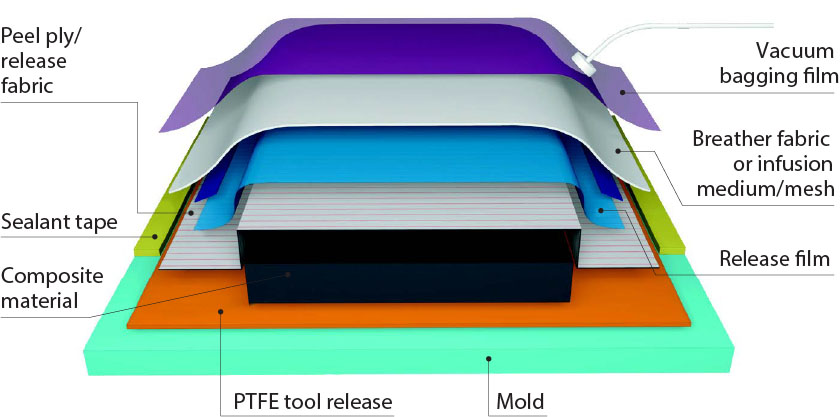 Peel ply/
release
fabric
Vacuum
bagging film
Breather fabric
or infusion
medium/mesh
Sealant tape
Release film
Composite
material
PTFE tool release
Mold